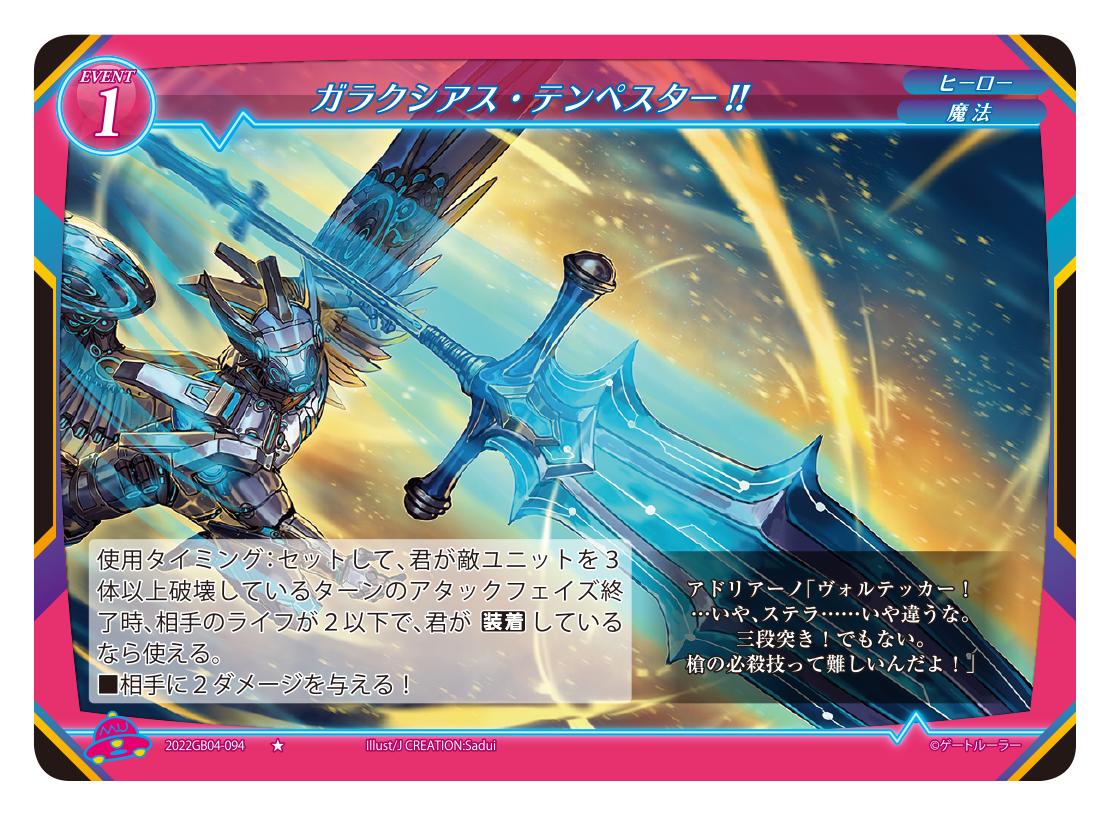 EVENT
1
ガラクシアス・テンペスター!!
ヒーロー
魔法
使用タイミング：セットして、君が敵ユニットを３
体以上破壊しているターンのアタックフェイズ終
了時、相手のライフが２以下で、君が 装着 している
なら使える。
■相手に２ダメージを与える！
アドリアーノ「ヴォルテッカー！
…いや、ステラ……いや違うな。
三段突き！でもない。
槍の必殺技って難しいんだよ！」
MU
2022GB04-094 ★ Illust/J CREATION:Sadui ©ゲートルーラー